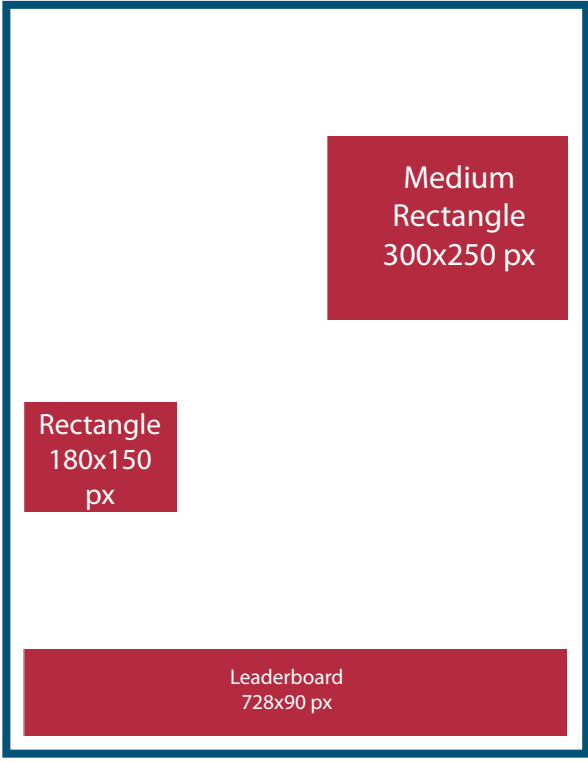 Medium
Rectangle
300x250 px
Rectangle
180x150
px
Leaderboard
728x90 px